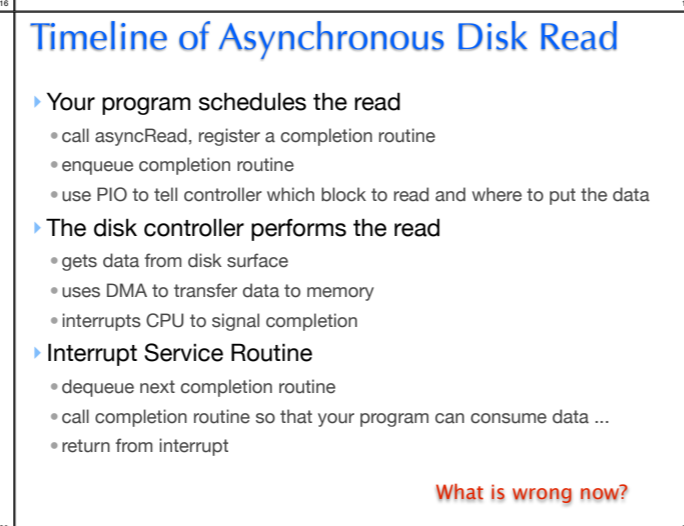 16
Timeline of Asynchronous Disk Read
Your program schedules the read
call asyncRead, register a completion routine
enqueue completion routine
use PIO to tell controller which block to read and where to put the data
The disk controller performs the read
gets data from disk surface
uses DMA to transfer data to memory
interrupts CPU to signal completion
Interrupt Service Routine
dequeue next completion routine
call completion routine so that your program can consume data ...
return from interrupt
What is wrong now?